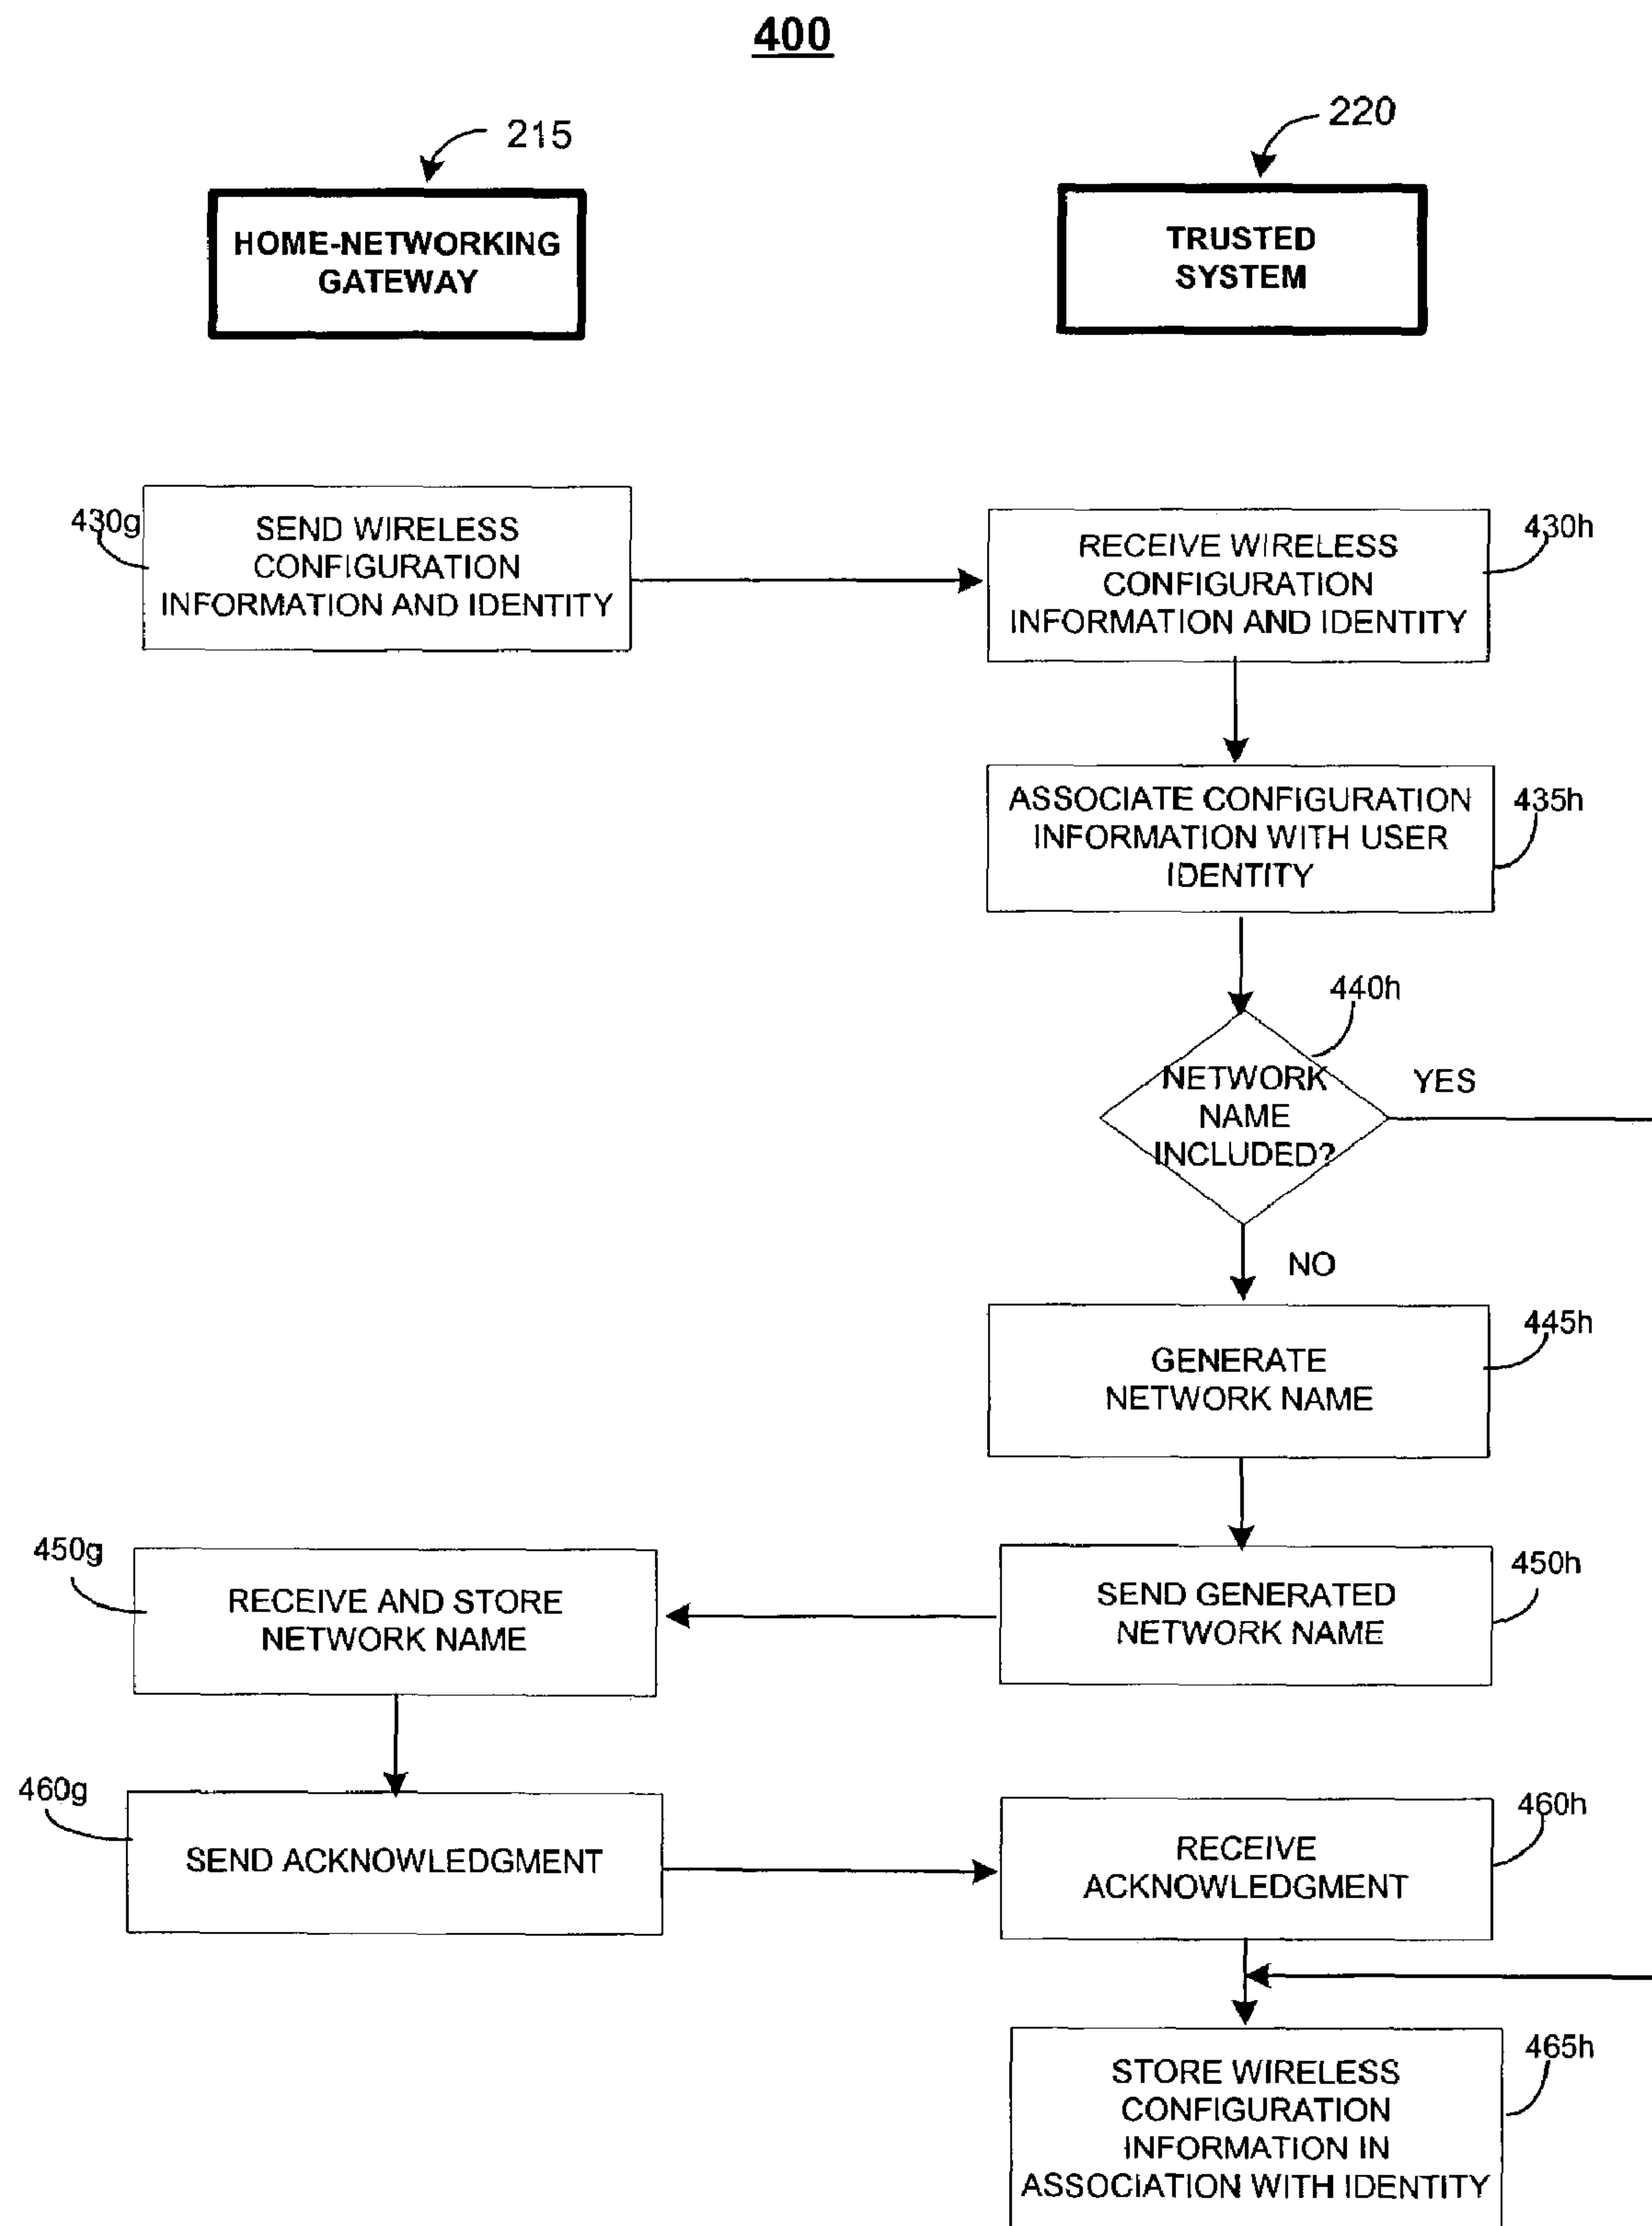 400
215
220
HOME-NETWORKING
GATEWAY
TRUSTED
SYSTEM
430g
SEND WIRELESS
CONFIGURATION
INFORMATION AND IDENTITY
430h
RECEIVE WIRELESS
CONFIGURATION
INFORMATION AND IDENTITY
435h
ASSOCIATE CONFIGURATION
INFORMATION WITH USER
IDENTITY
440h
NETWORK
NAME
INCLUDED?
YES
NO
445h
GENERATE
NETWORK NAME
450g
RECEIVE AND STORE
NETWORK NAME
450h
SEND GENERATED
NETWORK NAME
460g
SEND ACKNOWLEDGMENT
460h
RECEIVE
ACKNOWLEDGMENT
465h
STORE WIRELESS
CONFIGURATION
INFORMATION IN
ASSOCIATION WITH IDENTITY